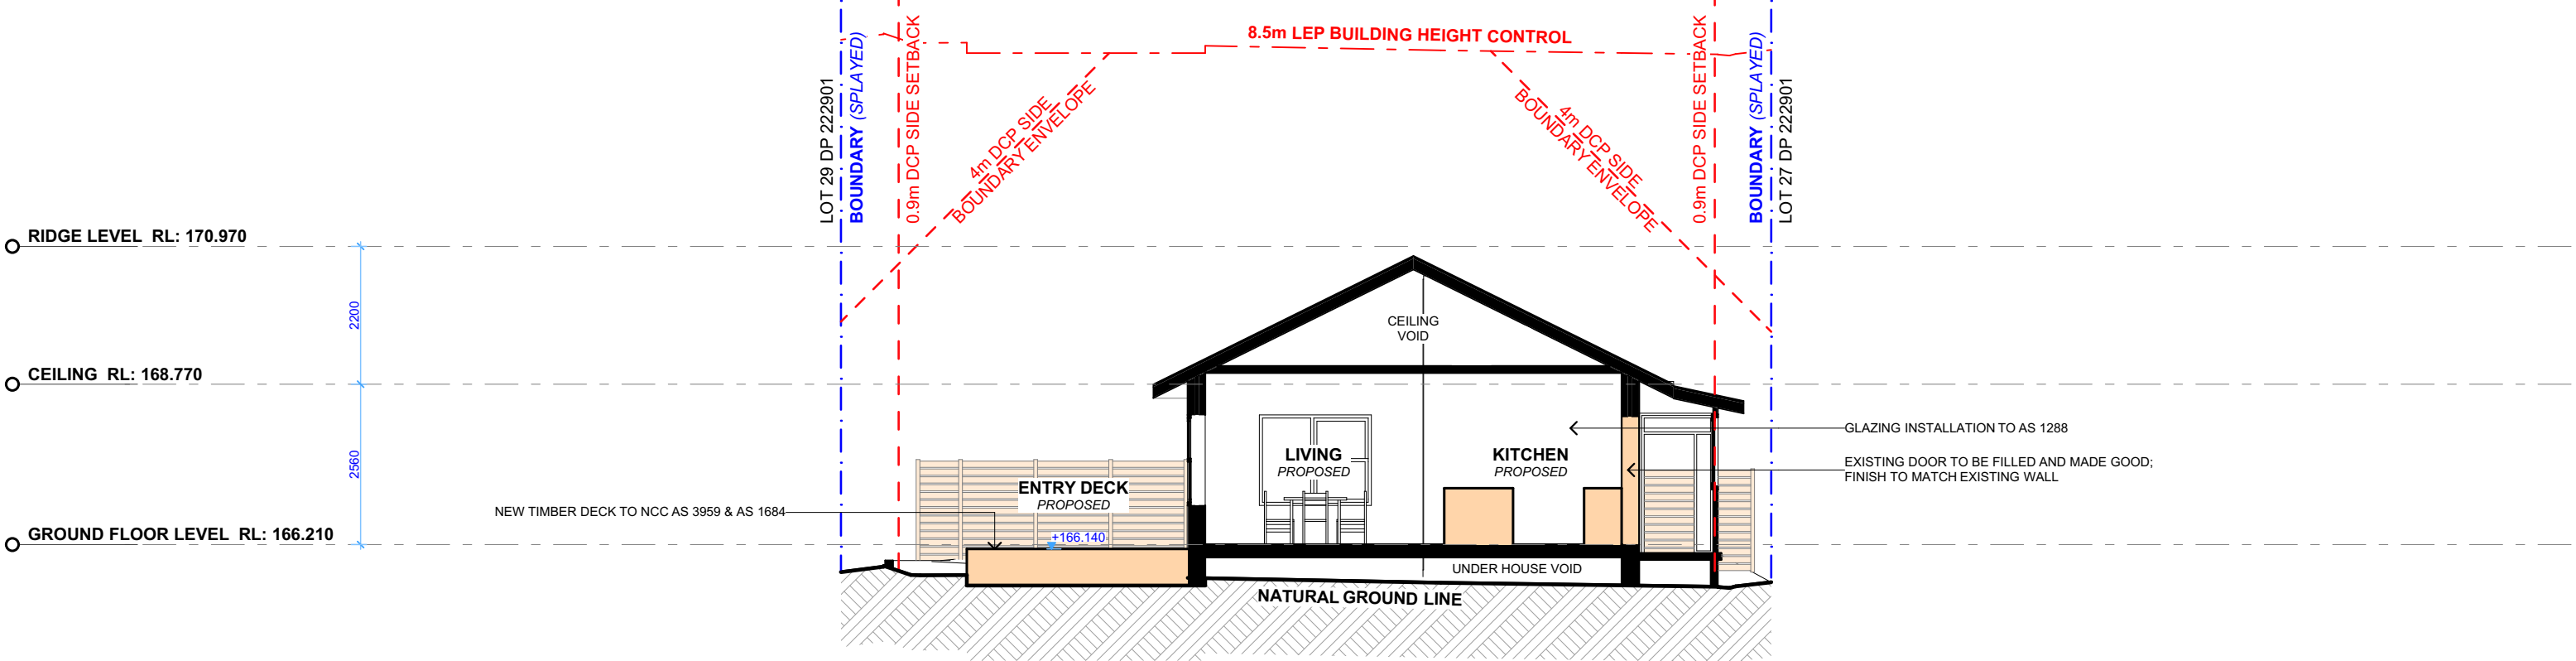 8.5m LEP BUILDING HEIGHT CONTROL
LOT 29 DP 222901
BOUNDARY (SPLAYED)
0.9m DCP SIDE SETBACK
4m DCP SIDE
BOUNDARY ENVELOPE
4m DCP SIDE
BOUNDARY ENVELOPE
0.9m DCP SIDE SETBACK
BOUNDARY (SPLAYED)
LOT 27 DP 222901
RIDGE LEVEL RL: 170.970
2200
CEILING
VOID
CEILING RL: 168.770
2560
GLAZING INSTALLATION TO AS 1288
LIVING
PROPOSED
KITCHEN
PROPOSED
EXISTING DOOR TO BE FILLED AND MADE GOOD;
FINISH TO MATCH EXISTING WALL
ENTRY DECK
PROPOSED
NEW TIMBER DECK TO NCC AS 3959 & AS 1684
GROUND FLOOR LEVEL RL: 166.210
+166.140
UNDER HOUSE VOID
NATURAL GROUND LINE